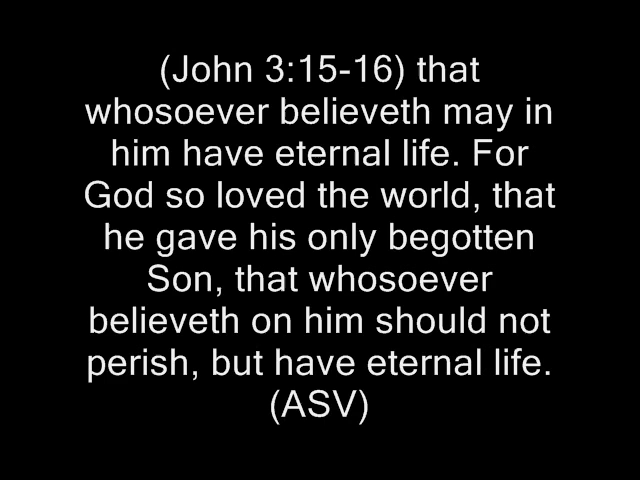 (John 3:15-16) that
whosoever believeth may in
him have eternal life. For
God so loved the world, that
he gave his only begotten
Son, that whosoever
believeth on him should not
perish, but have eternal life.
(ASV)